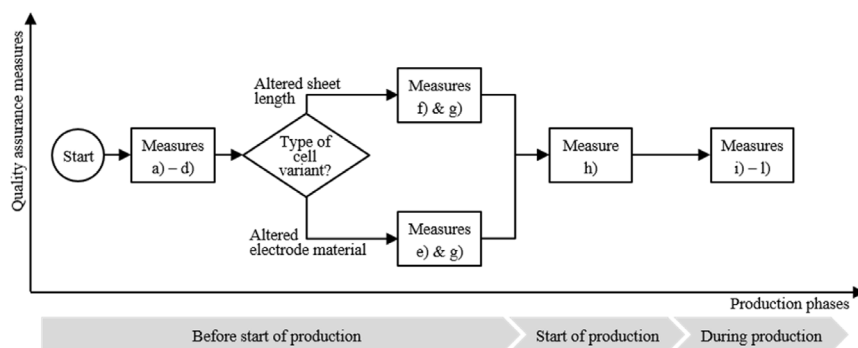 Quality assurance measures
Start
Measures
a) – d)
Type of
cell
variant?
Altered sheet
length
Measures
f) & g)
Altered
electrode material
Measures
e) & g)
Measure
h)
Measures
i) – l)
Production phases
Before start of production
Start of production
During production